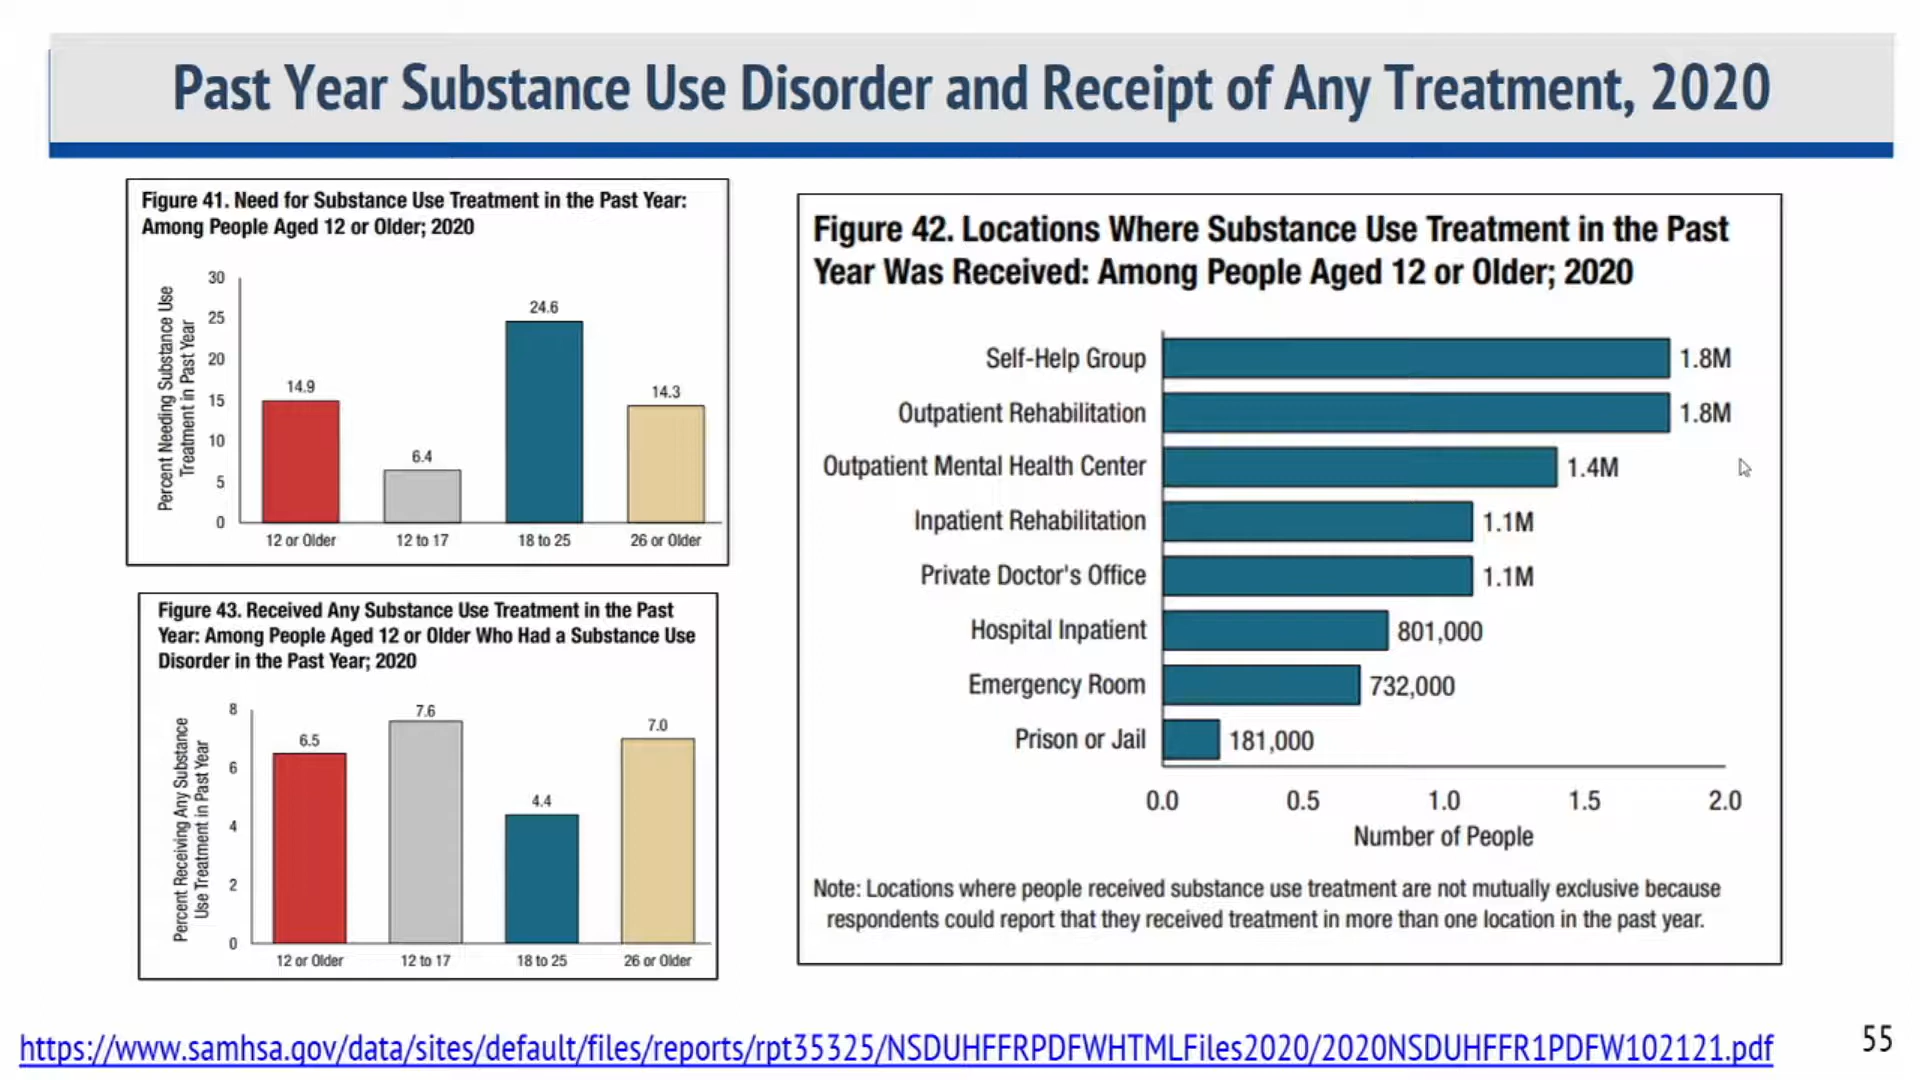 Past Year Substance Use Disorder and Receipt of Any Treatment, 2020
Figure 41. Need for Substance Use Treatment in the Past Year:
Among People Aged 12 or Older; 2020
Percent Needing Substance Use
Treatment in Past Year
30
25
20
15
10
5
0
14.9
6.4
24.6
14.3
12 or Older
12 to 17
18 to 25
26 or Older
Figure 43. Received Any Substance Use Treatment in the Past
Year: Among People Aged 12 or Older Who Had a Substance Use
Disorder in the Past Year; 2020
Percent Receiving Any Substance
Use Treatment in Past Year
8
6
4
2
0
6.5
7.6
4.4
7.0
12 or Older
12 to 17
18 to 25
26 or Older
Figure 42. Locations Where Substance Use Treatment in the Past
Year Was Received: Among People Aged 12 or Older; 2020
Self-Help Group 1.8M
Outpatient Rehabilitation 1.8M
Outpatient Mental Health Center 1.4M
Inpatient Rehabilitation 1.1M
Private Doctor's Office 1.1M
Hospital Inpatient 801,000
Emergency Room 732,000
Prison or Jail 181,000
0.0 0.5 1.0 1.5 2.0
Number of People
Note: Locations where people received substance use treatment are not mutually exclusive because
respondents could report that they received treatment in more than one location in the past year.
https://www.samhsa.gov/data/sites/default/files/reports/rpt35325/NSDUHFFRPDFWHTMLFiles2020/2020NSDUHFFR1PDFW102121.pdf
55